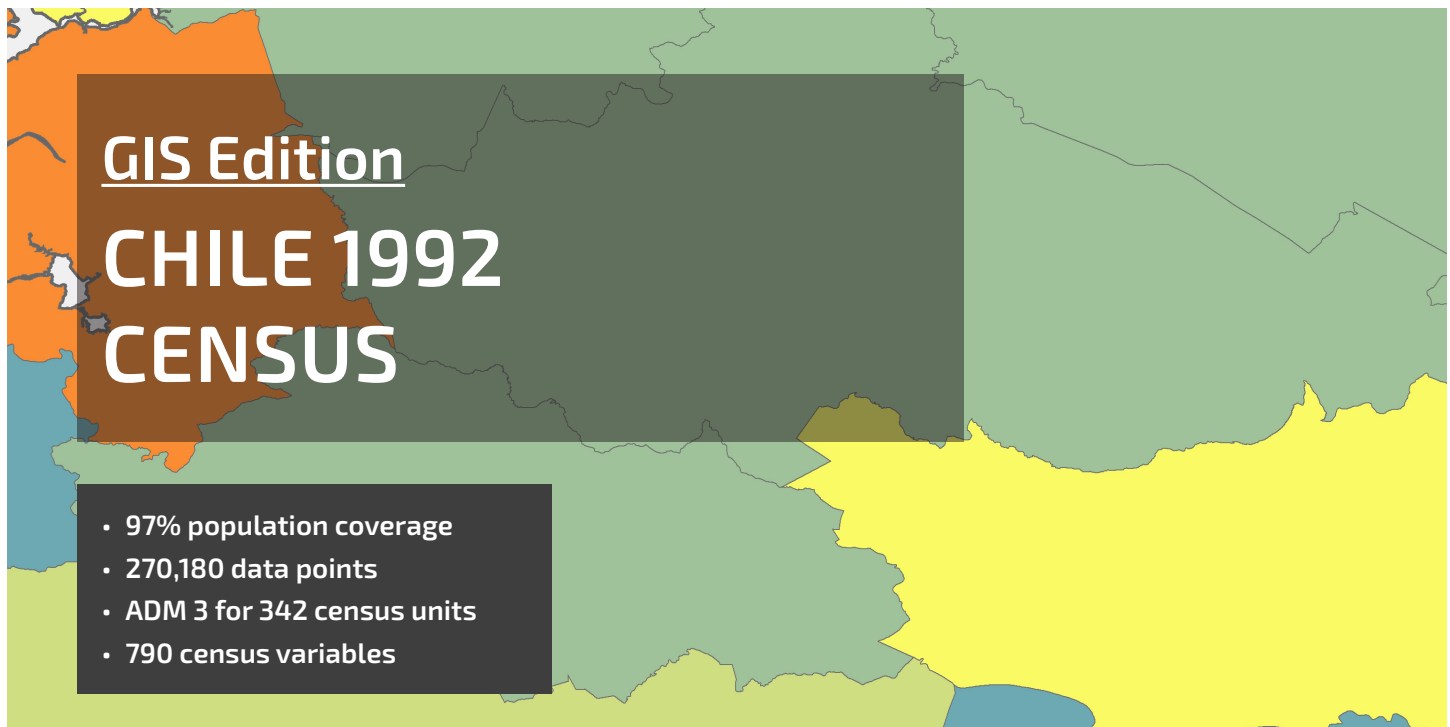 GIS Edition
CHILE 1992
CENSUS
• 97% population coverage
• 270,180 data points
• ADM 3 for 342 census units
• 790 census variables